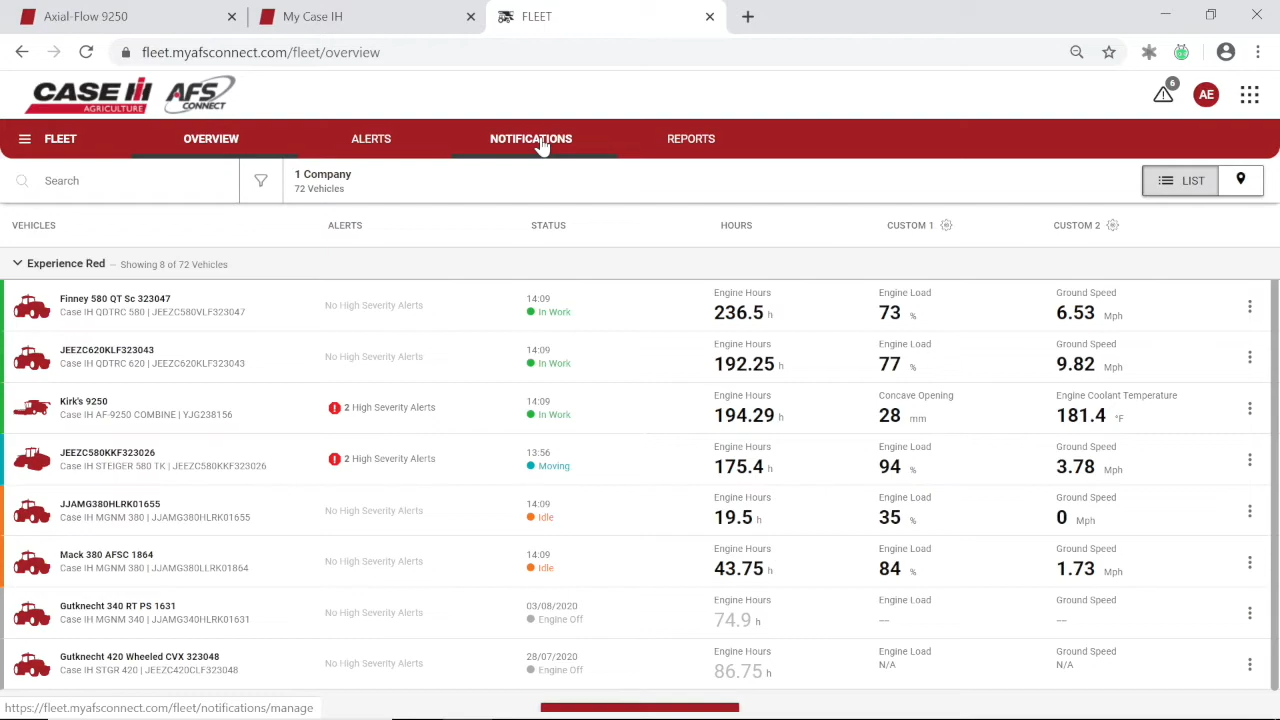 Axial-Flow 9250
My Case IH
FLEET
fleet.myafsconnect.com/fleet/overview
CASE IH
AGRICULTURE
AFS
CONNECT
6
AE
FLEET
OVERVIEW
ALERTS
NOTIFICATIONS
REPORTS
Search
1 Company
72 Vehicles
LIST
VEHICLES
ALERTS
STATUS
HOURS
CUSTOM 1
CUSTOM 2
Experience Red — Showing 8 of 72 Vehicles
Finney 580 QT Sc 323047
Case IH QDTRC 580 | JEEZC580VLF323047
No High Severity Alerts
14:09
In Work
Engine Hours
236.5 h
Engine Load
73 %
Ground Speed
6.53 Mph
JEEZC620KLF323043
Case IH QDTRC 620 | JEEZC620KLF323043
No High Severity Alerts
14:09
In Work
Engine Hours
192.25 h
Engine Load
77 %
Ground Speed
9.82 Mph
Kirk's 9250
Case IH AF-9250 COMBINE | YJG238156
2 High Severity Alerts
14:09
In Work
Engine Hours
194.29 h
Concave Opening
28 mm
Engine Coolant Temperature
181.4 °F
JEEZC580KKF323026
Case IH STEIGER 580 TK | JEEZC580KKF323026
2 High Severity Alerts
13:56
Moving
Engine Hours
175.4 h
Engine Load
94 %
Ground Speed
3.78 Mph
JJAMG380HLRK01655
Case IH MGNM 380 | JJAMG380HLRK01655
No High Severity Alerts
14:09
Idle
Engine Hours
19.5 h
Engine Load
35 %
Ground Speed
0 Mph
Mack 380 AFSC 1864
Case IH MGNM 380 | JJAMG380LLRK01864
No High Severity Alerts
14:09
Idle
Engine Hours
43.75 h
Engine Load
84 %
Ground Speed
1.73 Mph
Gutknecht 340 RT PS 1631
Case IH MGNM 340 | JJAMG340HLRK01631
No High Severity Alerts
03/08/2020
Engine Off
Engine Hours
74.9 h
Engine Load
––
Ground Speed
––
Gutknecht 420 Wheeled CVX 323048
Case IH STGR 420 | JEEZC420CLF323048
No High Severity Alerts
28/07/2020
Engine Off
Engine Hours
86.75 h
Engine Load
N/A
Ground Speed
N/A
https://fleet.myafsconnect.com/fleet/notifications/manage